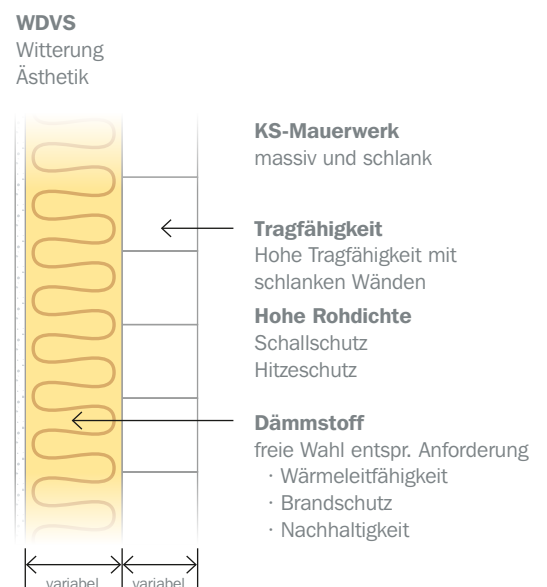 WDVS
Witterung
Ästhetik
KS-Mauerwerk
massiv und schlank
Tragfähigkeit
Hohe Tragfähigkeit mit
schlanken Wänden
Hohe Rohdichte
Schallschutz
Hitzeschutz
Dämmstoff
freie Wahl entspr. Anforderung
· Wärmeleitfähigkeit
· Brandschutz
· Nachhaltigkeit
variabel variabel